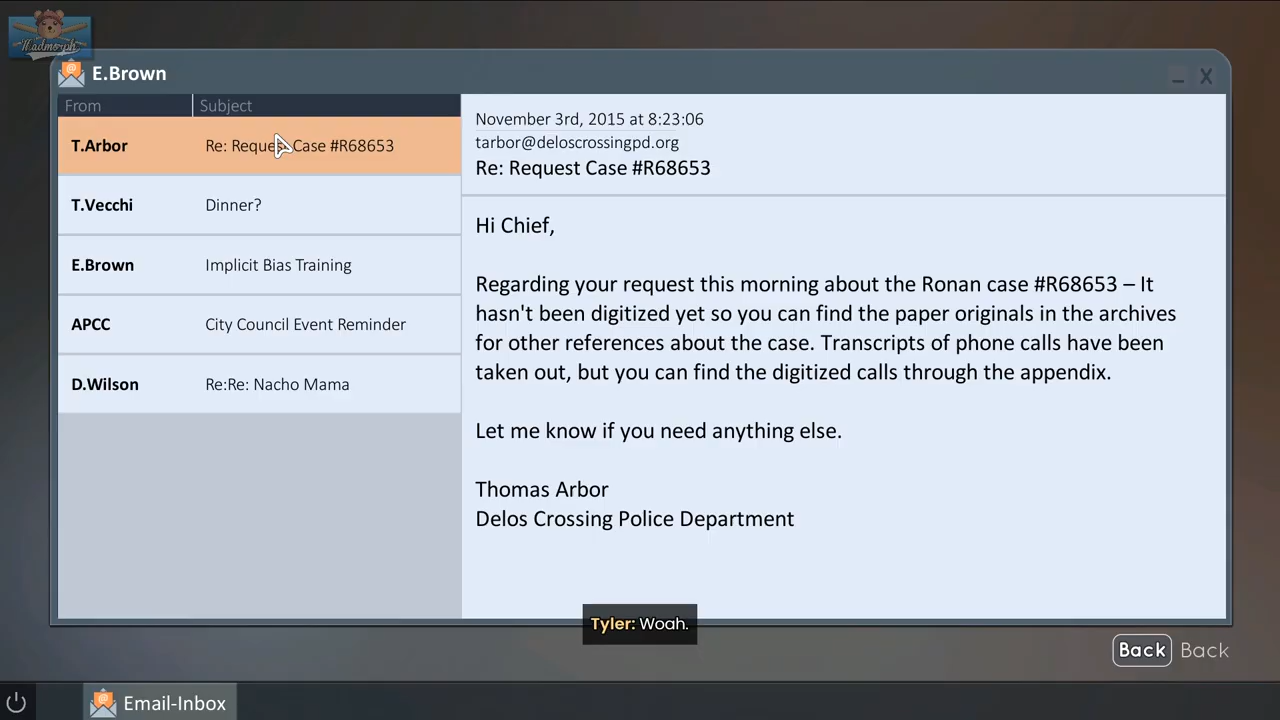 Madmorph
E.Brown
From Subject
T.Arbor Re: Request Case #R68653
T.Vecchi Dinner?
E.Brown Implicit Bias Training
APCC City Council Event Reminder
D.Wilson Re:Re: Nacho Mama
November 3rd, 2015 at 8:23:06
tarbor@deloscrossingpd.org
Re: Request Case #R68653
Hi Chief,
Regarding your request this morning about the Ronan case #R68653 – It
hasn't been digitized yet so you can find the paper originals in the archives
for other references about the case. Transcripts of phone calls have been
taken out, but you can find the digitized calls through the appendix.
Let me know if you need anything else.
Thomas Arbor
Delos Crossing Police Department
Tyler: Woah.
Back Back
Email-Inbox